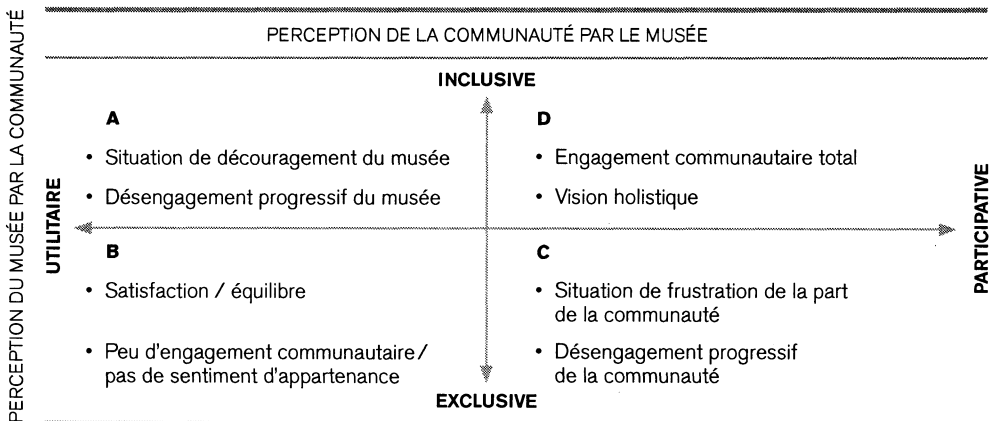 PERCEPTION DE LA COMMUNAUTÉ PAR LE MUSÉE
PERCEPTION DU MUSÉE PAR LA COMMUNAUTÉ
INCLUSIVE
UTILITAIRE
A
• Situation de découragement du musée
• Désengagement progressif du musée
D
• Engagement communautaire total
• Vision holistique
PARTICIPATIVE
B
• Satisfaction / équilibre
• Peu d'engagement communautaire /
pas de sentiment d'appartenance
C
• Situation de frustration de la part
de la communauté
• Désengagement progressif
de la communauté
EXCLUSIVE